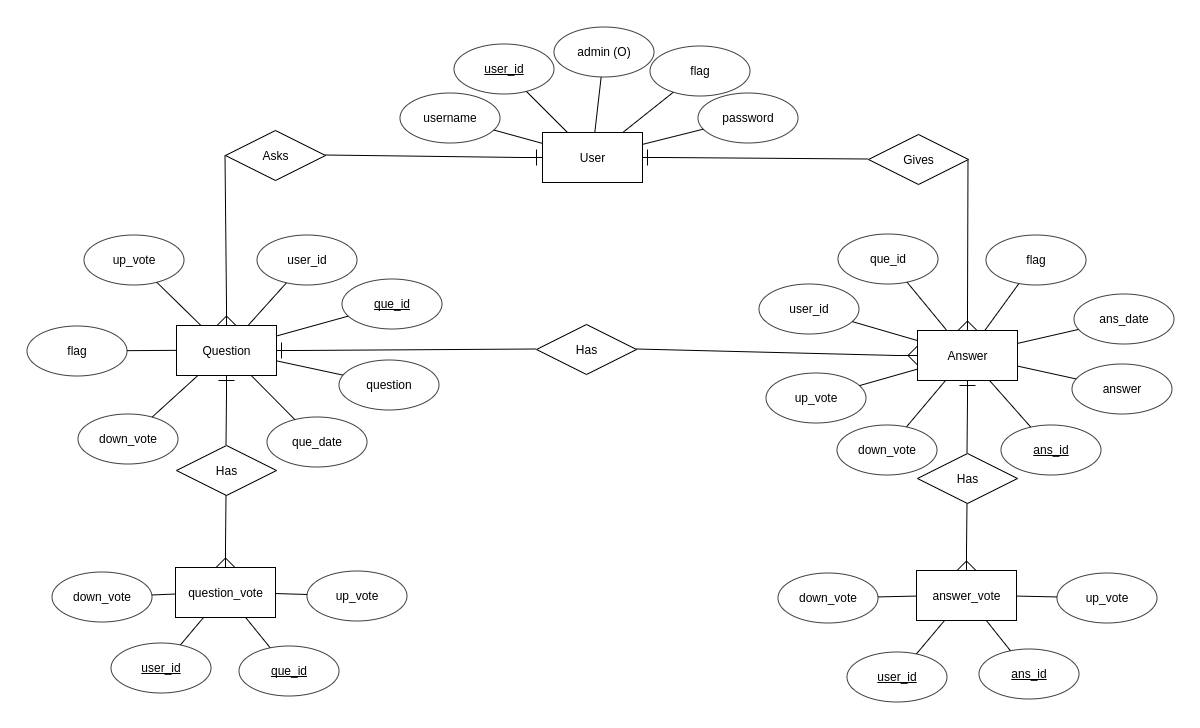 admin (O)
user_id
flag
username
password
Asks
User
Gives
up_vote
user_id
que_id
flag
que_id
user_id
ans_date
flag
Question
Has
Answer
question
answer
up_vote
down_vote
que_date
down_vote
ans_id
Has
Has
down_vote
question_vote
up_vote
down_vote
answer_vote
up_vote
user_id
que_id
user_id
ans_id